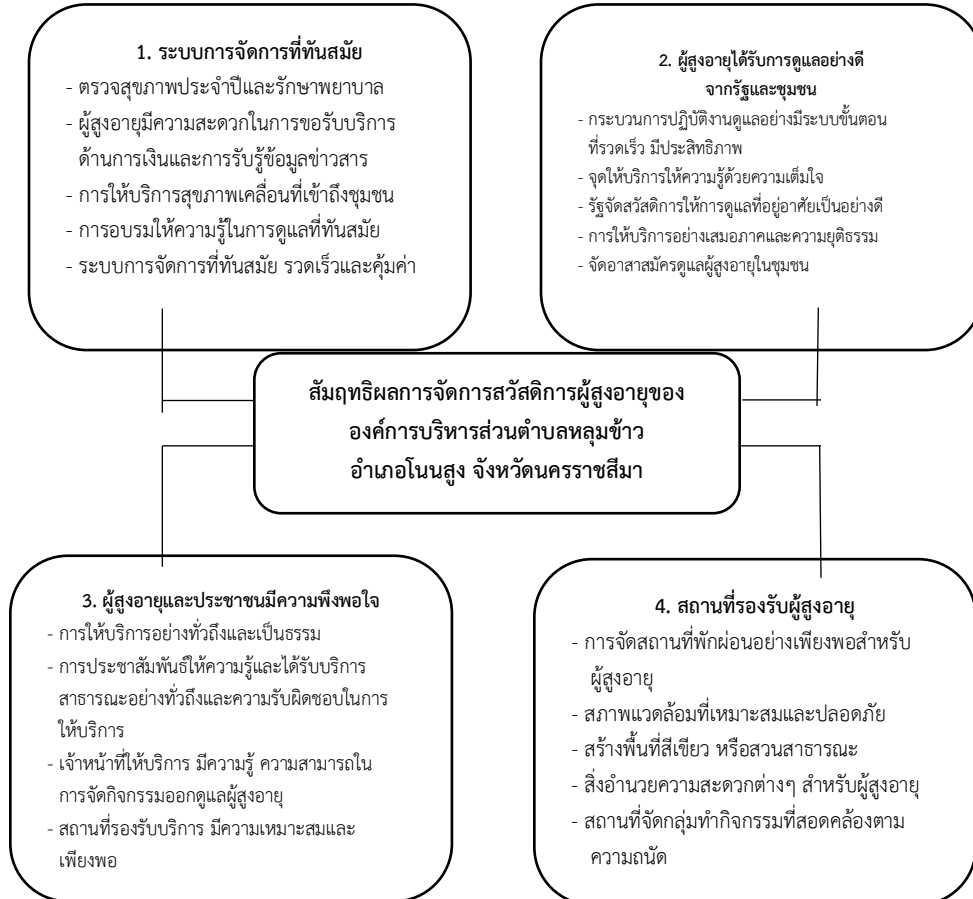 1. ระบบการจัดการที่ทันสมัย
- ตรวจสุขภาพประจำปีและรักษาพยาบาล
- ผู้สูงอายุมีความสะดวกในการขอรับบริการ
ด้านการเงินและการรับรู้ข้อมูลข่าวสาร
- การให้บริการสุขภาพเคลื่อนที่เข้าถึงชุมชน
- การอบรมให้ความรู้ในการดูแลที่ทันสมัย
- ระบบการจัดการที่ทันสมัย รวดเร็วและคุ้มค่า
2. ผู้สูงอายุได้รับการดูแลอย่างดี
จากรัฐและชุมชน
- กระบวนการปฏิบัติงานดูแลอย่างมีระบบขั้นตอน
ที่รวดเร็ว มีประสิทธิภาพ
- จุดให้บริการให้ความรู้ด้วยความเต็มใจ
- รัฐจัดสวัสดิการให้การดูแลที่อยู่อาศัยเป็นอย่างดี
- การให้บริการอย่างเสมอภาคและความยุติธรรม
- จัดอาสาสมัครดูแลผู้สูงอายุในชุมชน
สัมฤทธิผลการจัดการสวัสดิการผู้สูงอายุของ
องค์การบริหารส่วนตำบลหลุมข้าว
อำเภอโนนสูง จังหวัดนครราชสีมา
3. ผู้สูงอายุและประชาชนมีความพึงพอใจ
- การให้บริการอย่างทั่วถึงและเป็นธรรม
- การประชาสัมพันธ์ให้ความรู้และได้รับบริการ
สาธารณะอย่างทั่วถึงและความรับผิดชอบในการ
ให้บริการ
- เจ้าหน้าที่ให้บริการ มีความรู้ ความสามารถใน
การจัดกิจกรรมออกดูแลผู้สูงอายุ
- สถานที่รองรับบริการ มีความเหมาะสมและ
เพียงพอ
4. สถานที่รองรับผู้สูงอายุ
- การจัดสถานที่พักผ่อนอย่างเพียงพอสำหรับ
ผู้สูงอายุ
- สภาพแวดล้อมที่เหมาะสมและปลอดภัย
- สร้างพื้นที่สีเขียว หรือสวนสาธารณะ
- สิ่งอำนวยความสะดวกต่างๆ สำหรับผู้สูงอายุ
- สถานที่จัดกลุ่มทำกิจกรรมที่สอดคล้องตาม
ความถนัด